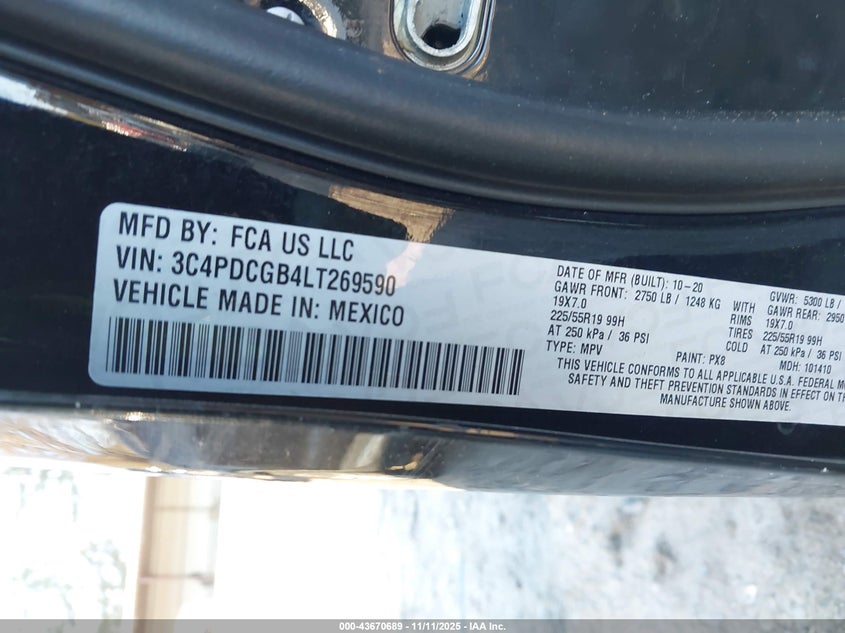 MFD BY: FCA US LLC
VIN: 3C4PDCGB4LT269590
VEHICLE MADE IN: MEXICO
DATE OF MFR (BUILT): 10-20
GAWR FRONT: 2750 LB / 1248 KG
19X7.0
225/55R19 99H
AT 250 kPa / 36 PSI
TYPE: MPV
WITH
RIMS
TIRES
COLD
GVWR: 5300 LB /
GAWR REAR: 2950
19X7.0
225/55R19 99H
AT 250 kPa / 36 PSI
PAINT: PX8
MDH: 101410
THIS VEHICLE CONFORMS TO ALL APPLICABLE U.S.A. FEDERAL
SAFETY AND THEFT PREVENTION STANDARDS IN EFFECT ON
MANUFACTURE SHOWN ABOVE.
000-43670689 - 11/11/2025 - IAA Inc.